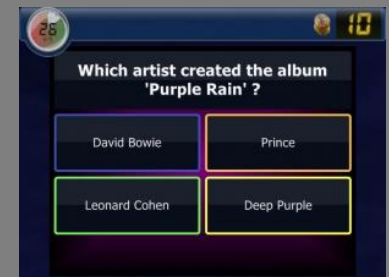 26
10
Which artist created the album
'Purple Rain' ?
David Bowie
Prince
Leonard Cohen
Deep Purple